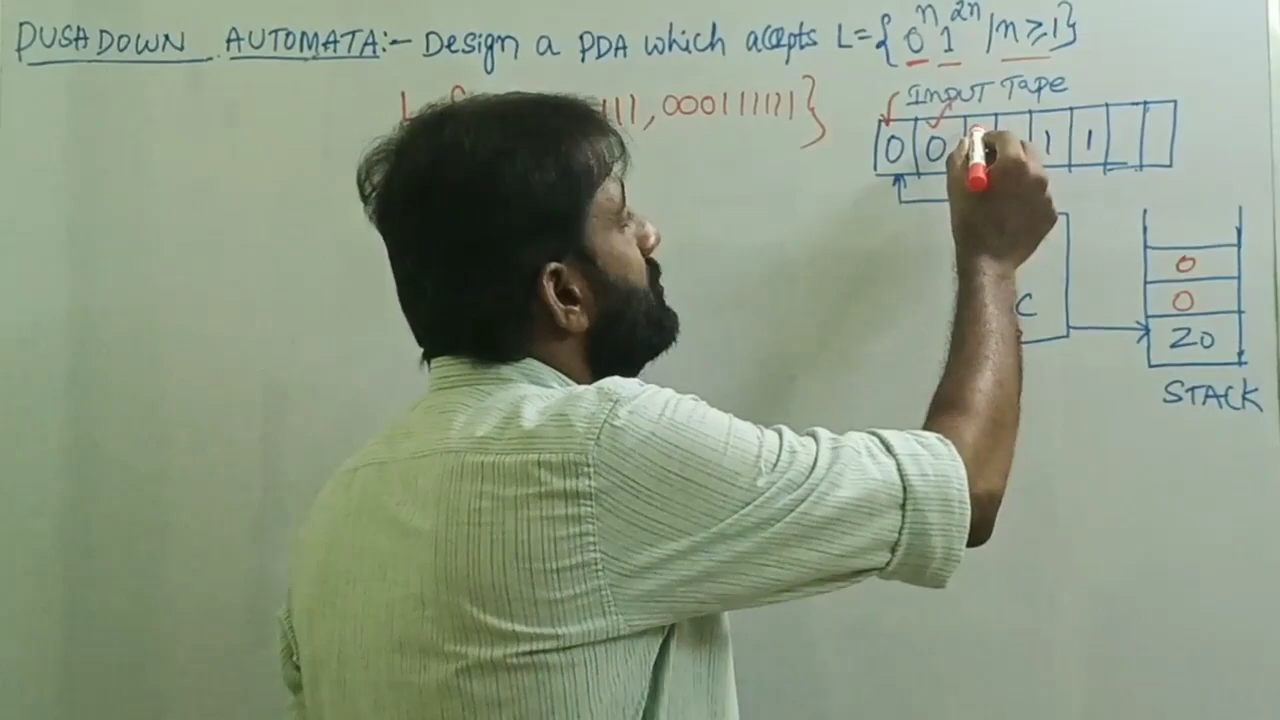 PUSHDOWN AUTOMATA:- Design a PDA which accepts L={0ⁿ1²ⁿ/n≥1}
L 111,000111111}
INPUT Tape
0 0 1 1
0
0
C Z0
STACK